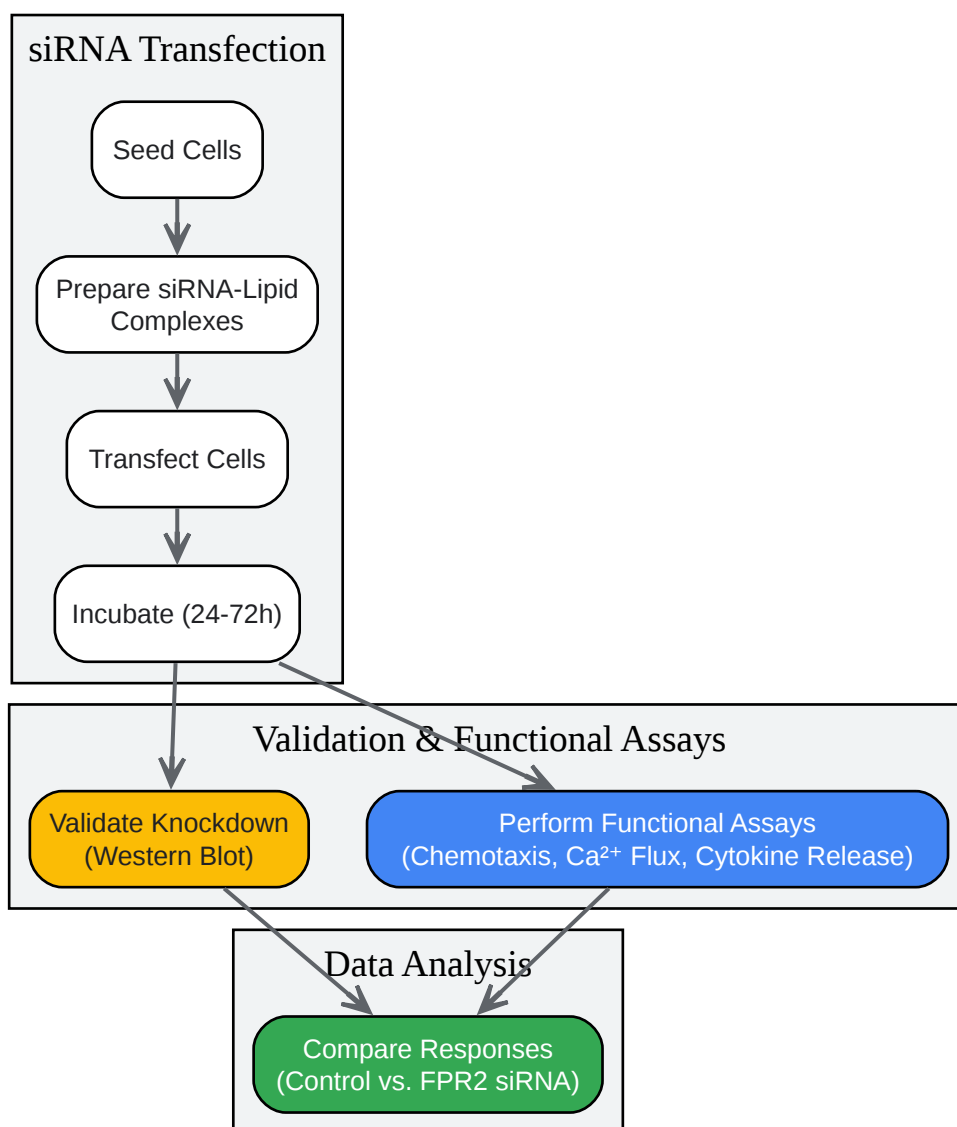 siRNA Transfection
Seed Cells
Prepare siRNA-Lipid
Complexes
Transfect Cells
Incubate (24-72h)
Validation & Functional Assays
Validate Knockdown
(Western Blot)
Perform Functional Assays
(Chemotaxis, Ca²⁺ Flux, Cytokine Release)
Data Analysis
Compare Responses
(Control vs. FPR2 siRNA)